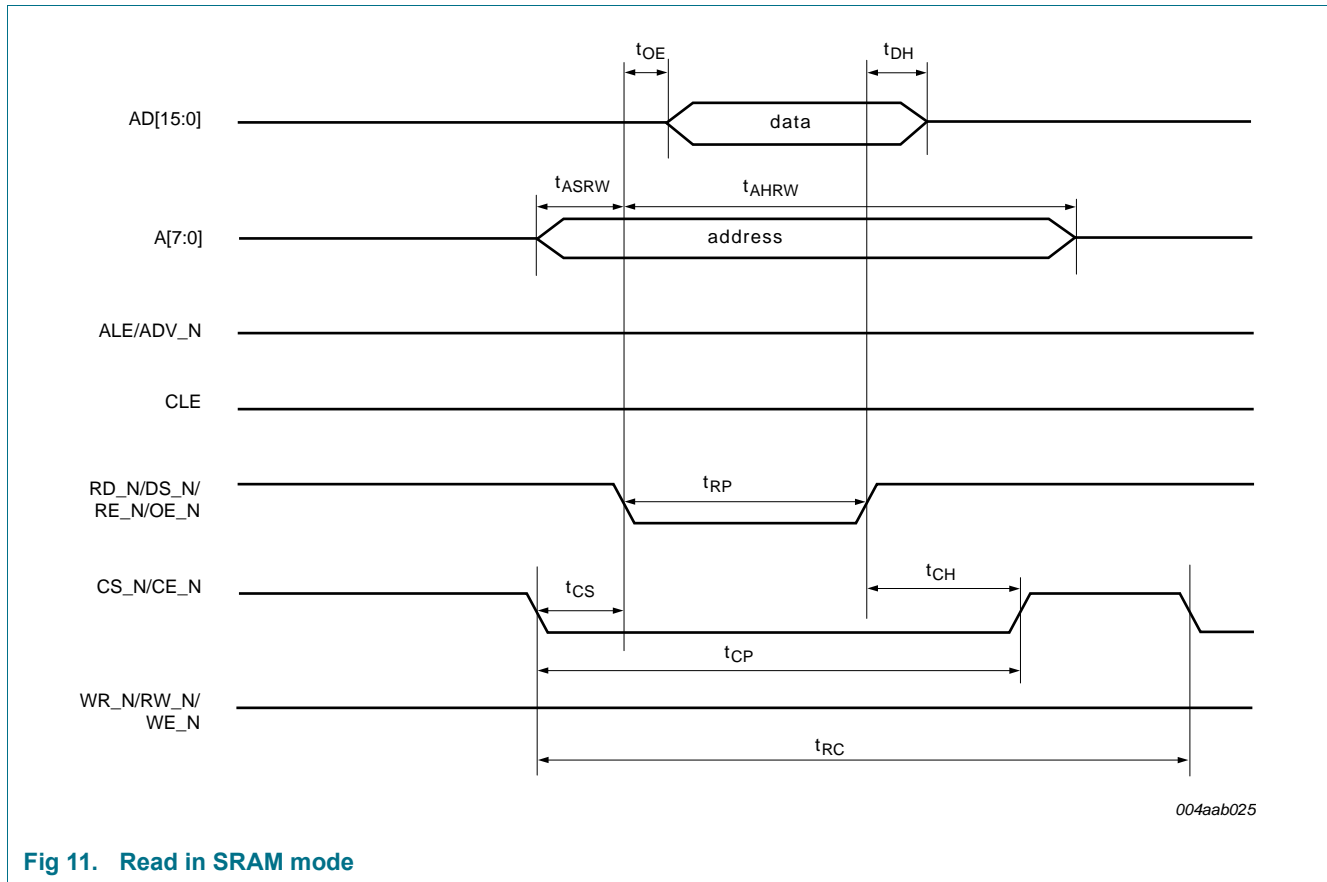 tOE
tDH
AD[15:0]
data
tASRW
tAHRW
A[7:0]
address
ALE/ADV_N
CLE
RD_N/DS_N/
RE_N/OE_N
tRP
CS_N/CE_N
tCS
tCH
tCP
WR_N/RW_N/
WE_N
tRC
004aab025
Fig 11. Read in SRAM mode